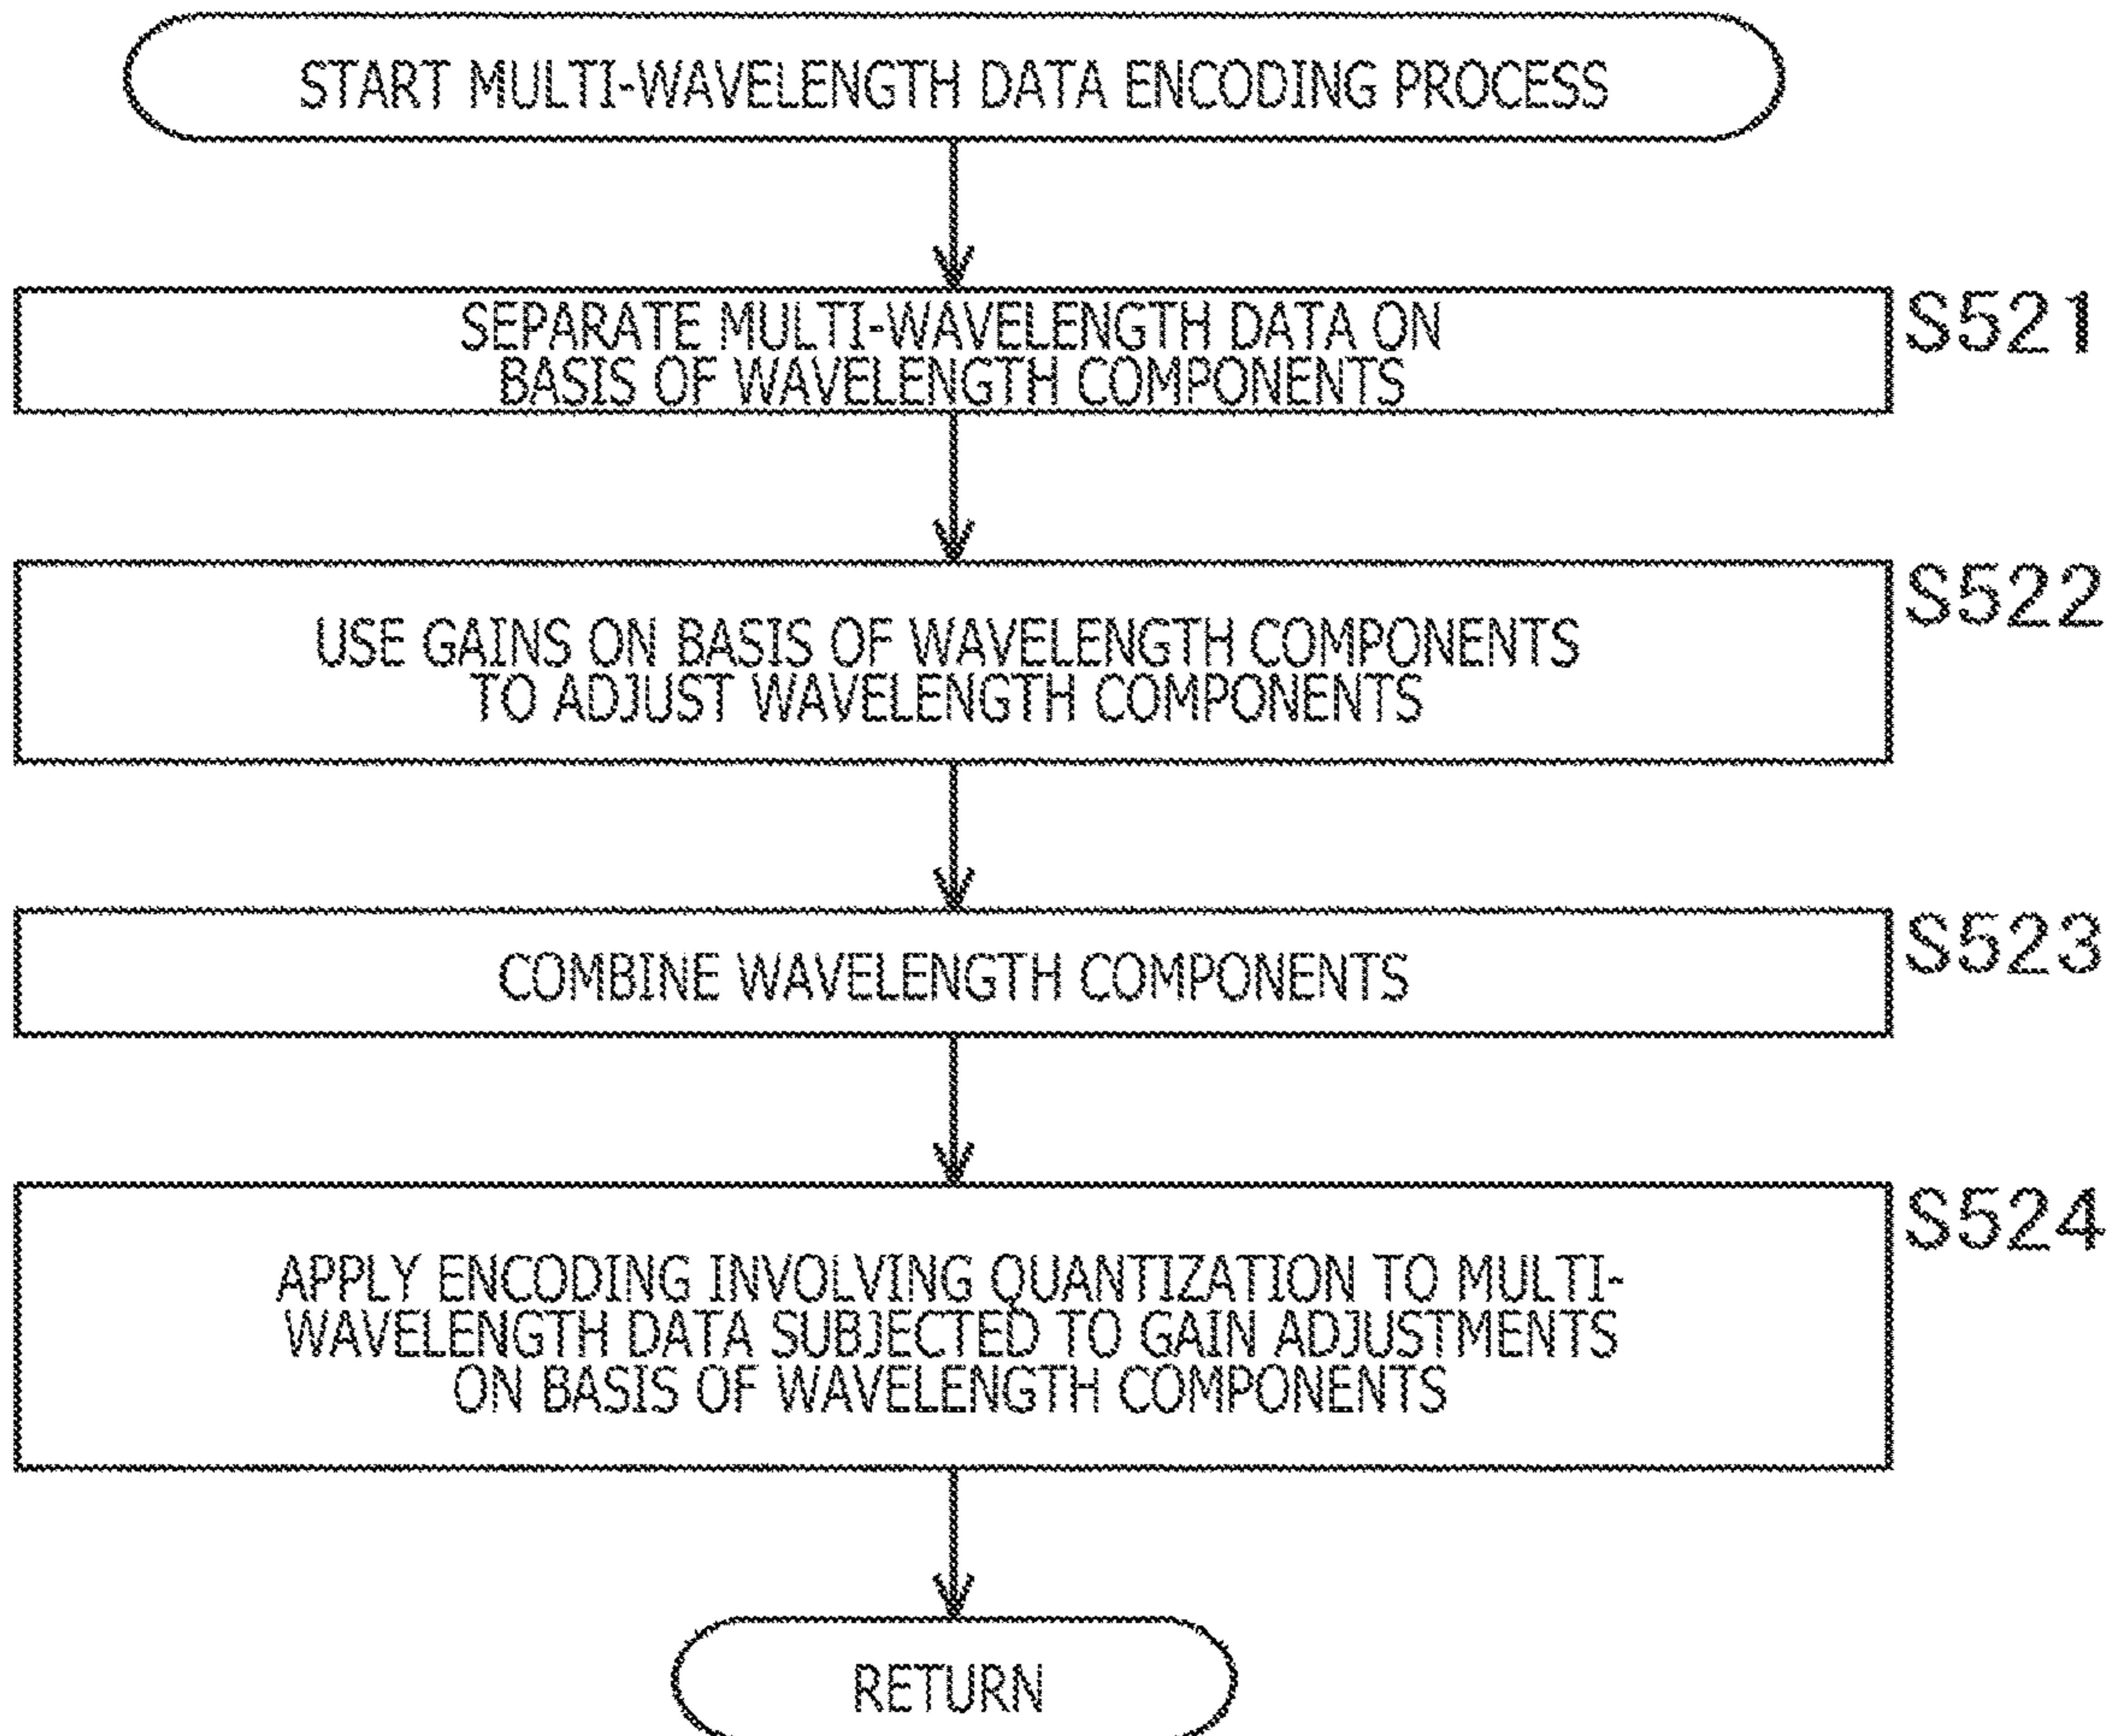 START MULTI-WAVELENGTH DATA ENCODING PROCESS
SEPARATE MULTI-WAVELENGTH DATA ON
BASIS OF WAVELENGTH COMPONENTS
S521
USE GAINS ON BASIS OF WAVELENGTH COMPONENTS
TO ADJUST WAVELENGTH COMPONENTS
S522
COMBINE WAVELENGTH COMPONENTS
S523
APPLY ENCODING INVOLVING QUANTIZATION TO MULTI-
WAVELENGTH DATA SUBJECTED TO GAIN ADJUSTMENTS
ON BASIS OF WAVELENGTH COMPONENTS
S524
RETURN